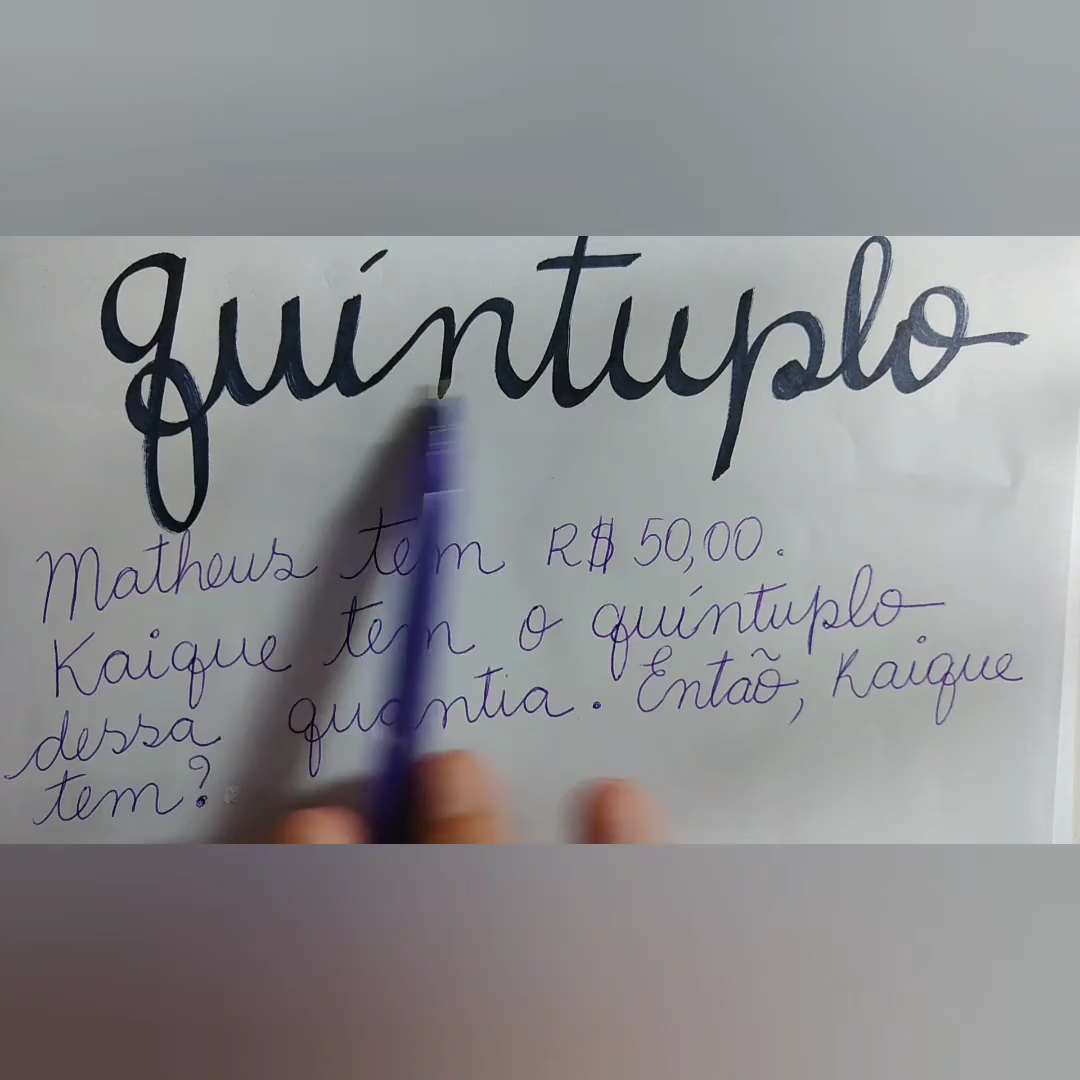 quíntuplo
Matheus tem R$ 50,00.
Kaique tem o quíntuplo
dessa quantia. Então, Kaique
tem?